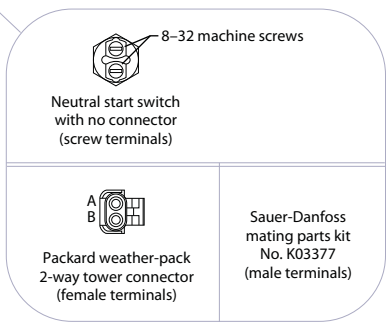 8–32 machine screws
Neutral start switch
with no connector
(screw terminals)
A
B
Packard weather-pack
2-way tower connector
(female terminals)
Sauer-Danfoss
mating parts kit
No. K03377
(male terminals)